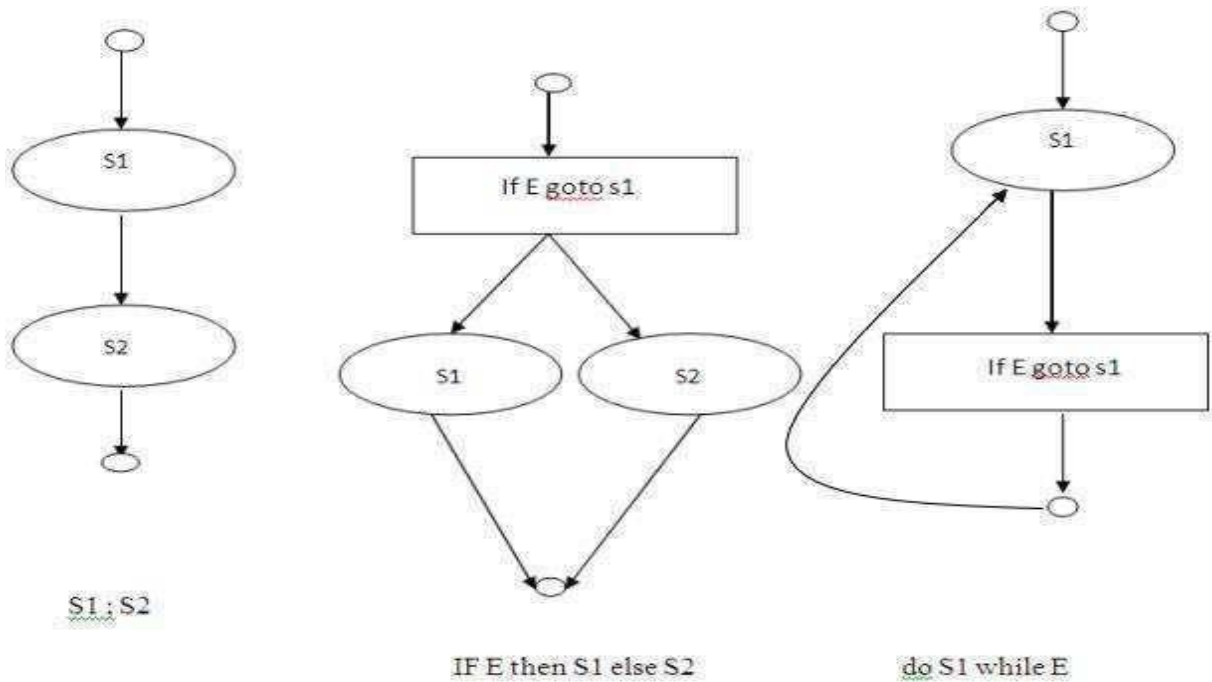 S1
S2
S1 ; S2
If E goto s1
S1
S2
IF E then S1 else S2
S1
If E goto s1
do S1 while E